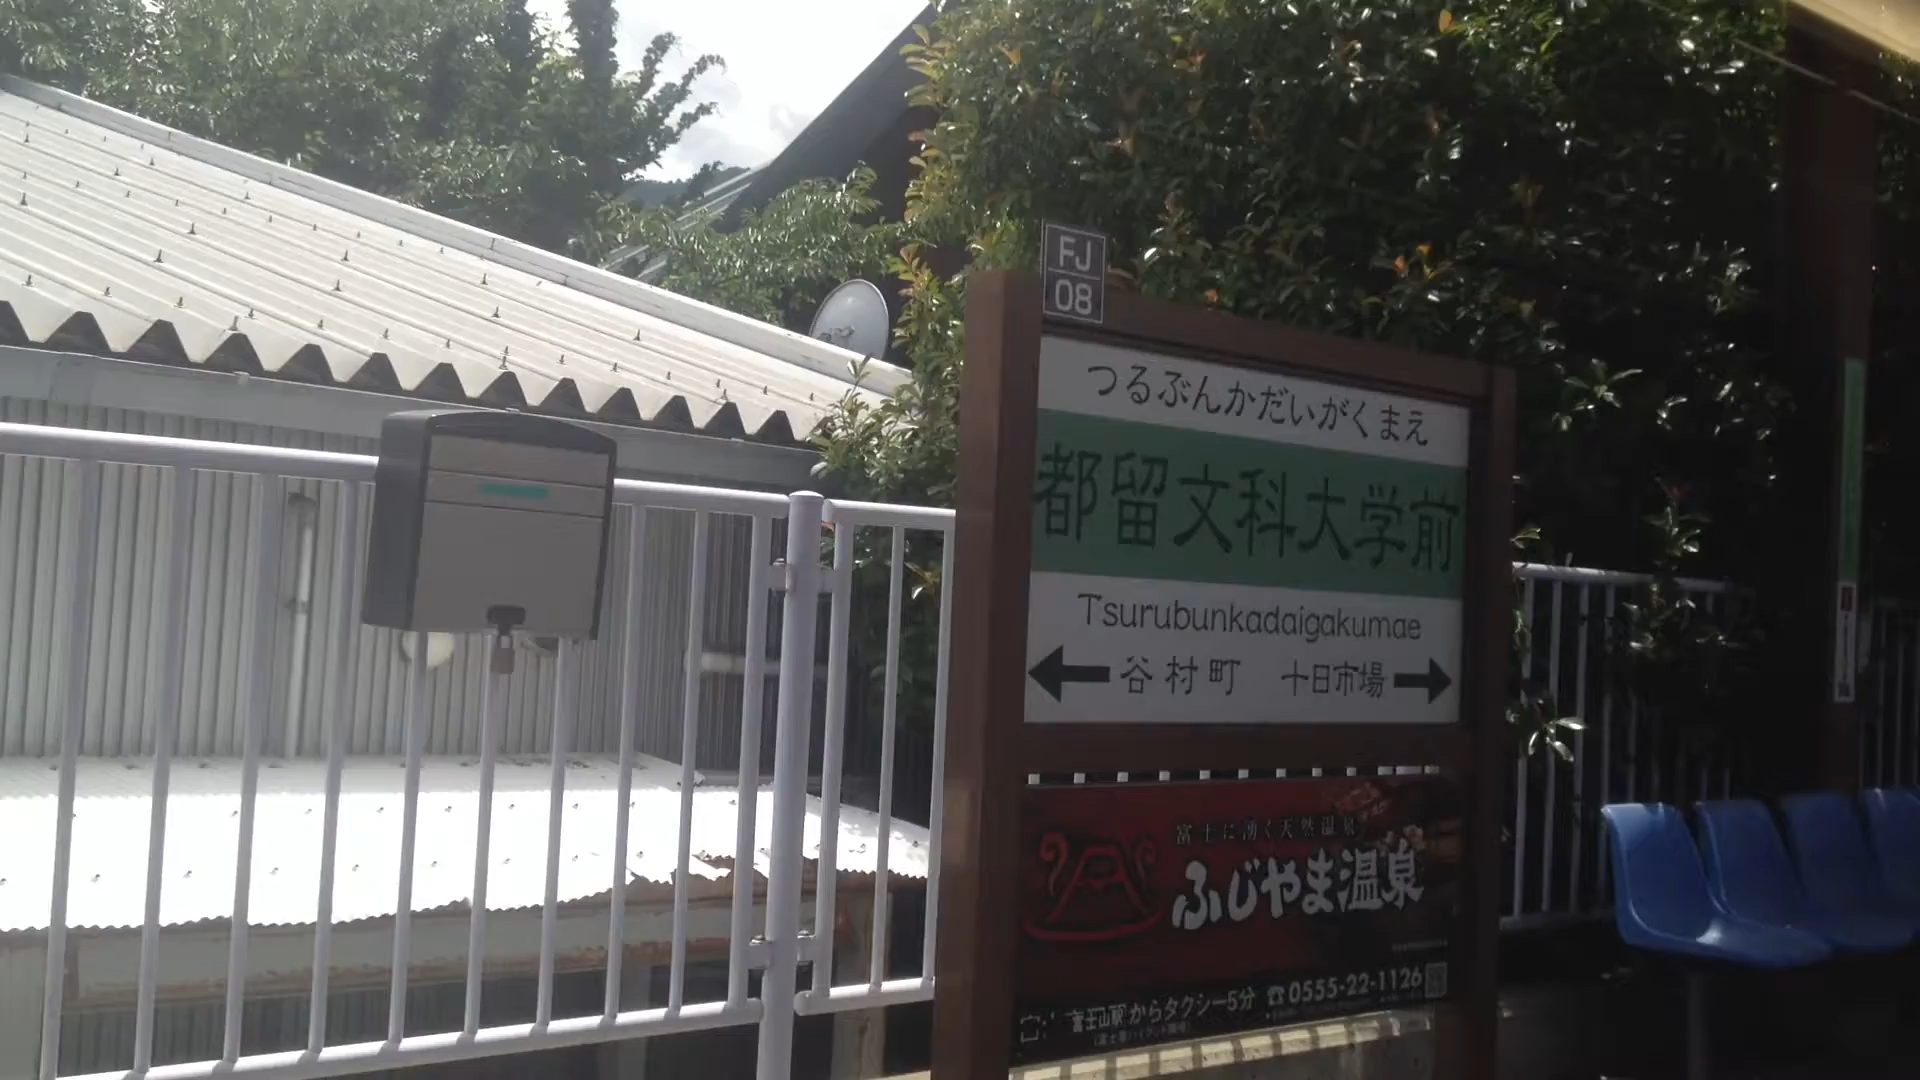 FJ
08
つるぶんかだいがくまえ
都留文科大学前
Tsurubunkadaigakumae
谷村町 十日市場
富士に湧く天然温泉
ふじやま温泉
富士山駅からタクシー5分 ☎0555-22-1126